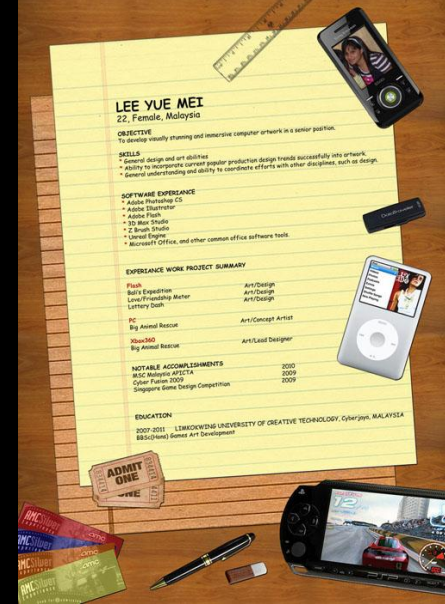 LEE YUE MEI
22, Female, Malaysia
OBJECTIVE
To develop visually stunning and immersive computer artwork in a senior position.
SKILLS
* General design and art abilities
* Ability to incorporate current popular production design trends successfully into artwork.
* General understanding and ability to coordinate efforts with other disciplines, such as design.
SOFTWARE EXPERIANCE
* Adobe Photoshop CS
* Adobe Illustrator
* Adobe Flash
* 3D Max Studio
* Z Brush Studio
* Unreal Engine
* Microsoft Office, and other common office software tools.
EXPERIANCE WORK PROJECT SUMMARY
Flash
Bali's Expedition Art/Design
Love/Friendship Meter Art/Design
Lottery Dash Art/Design
PC
Big Animal Rescue Art/Concept Artist
Xbox360
Big Animal Rescue Art/Lead Designer
NOTABLE ACCOMPLISHMENTS
MSC Malaysia APICTA 2010
Cyber Fusion 2009 2009
Singapore Game Design Competition 2009
EDUCATION
2007-2011 LIMKOKWING UNIVERSITY OF CREATIVE TECHNOLOGY, Cyberjaya, MALAYSIA
BBSc(Hons) Games Art Development
ADMIT
ONE
ONE
AMCSilver
amc
AMCSilver
amc
AMCSilver
PSP